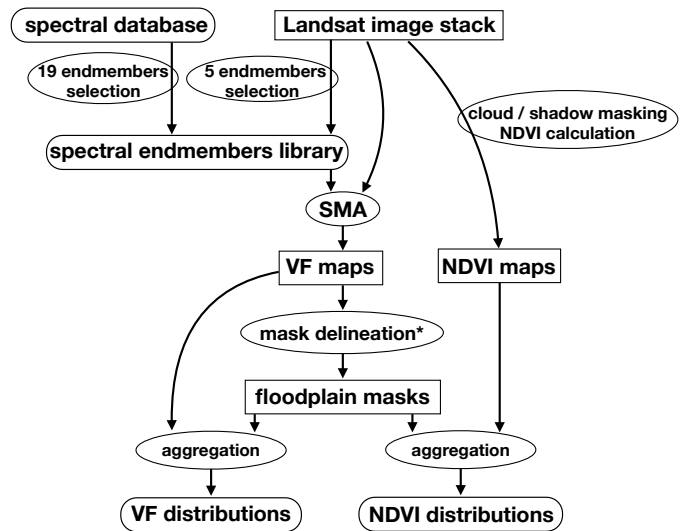 spectral database
Landsat image stack
19 endmembers
selection
5 endmembers
selection
cloud / shadow masking
NDVI calculation
spectral endmembers library
SMA
VF maps
NDVI maps
mask delineation*
floodplain masks
aggregation
aggregation
VF distributions
NDVI distributions